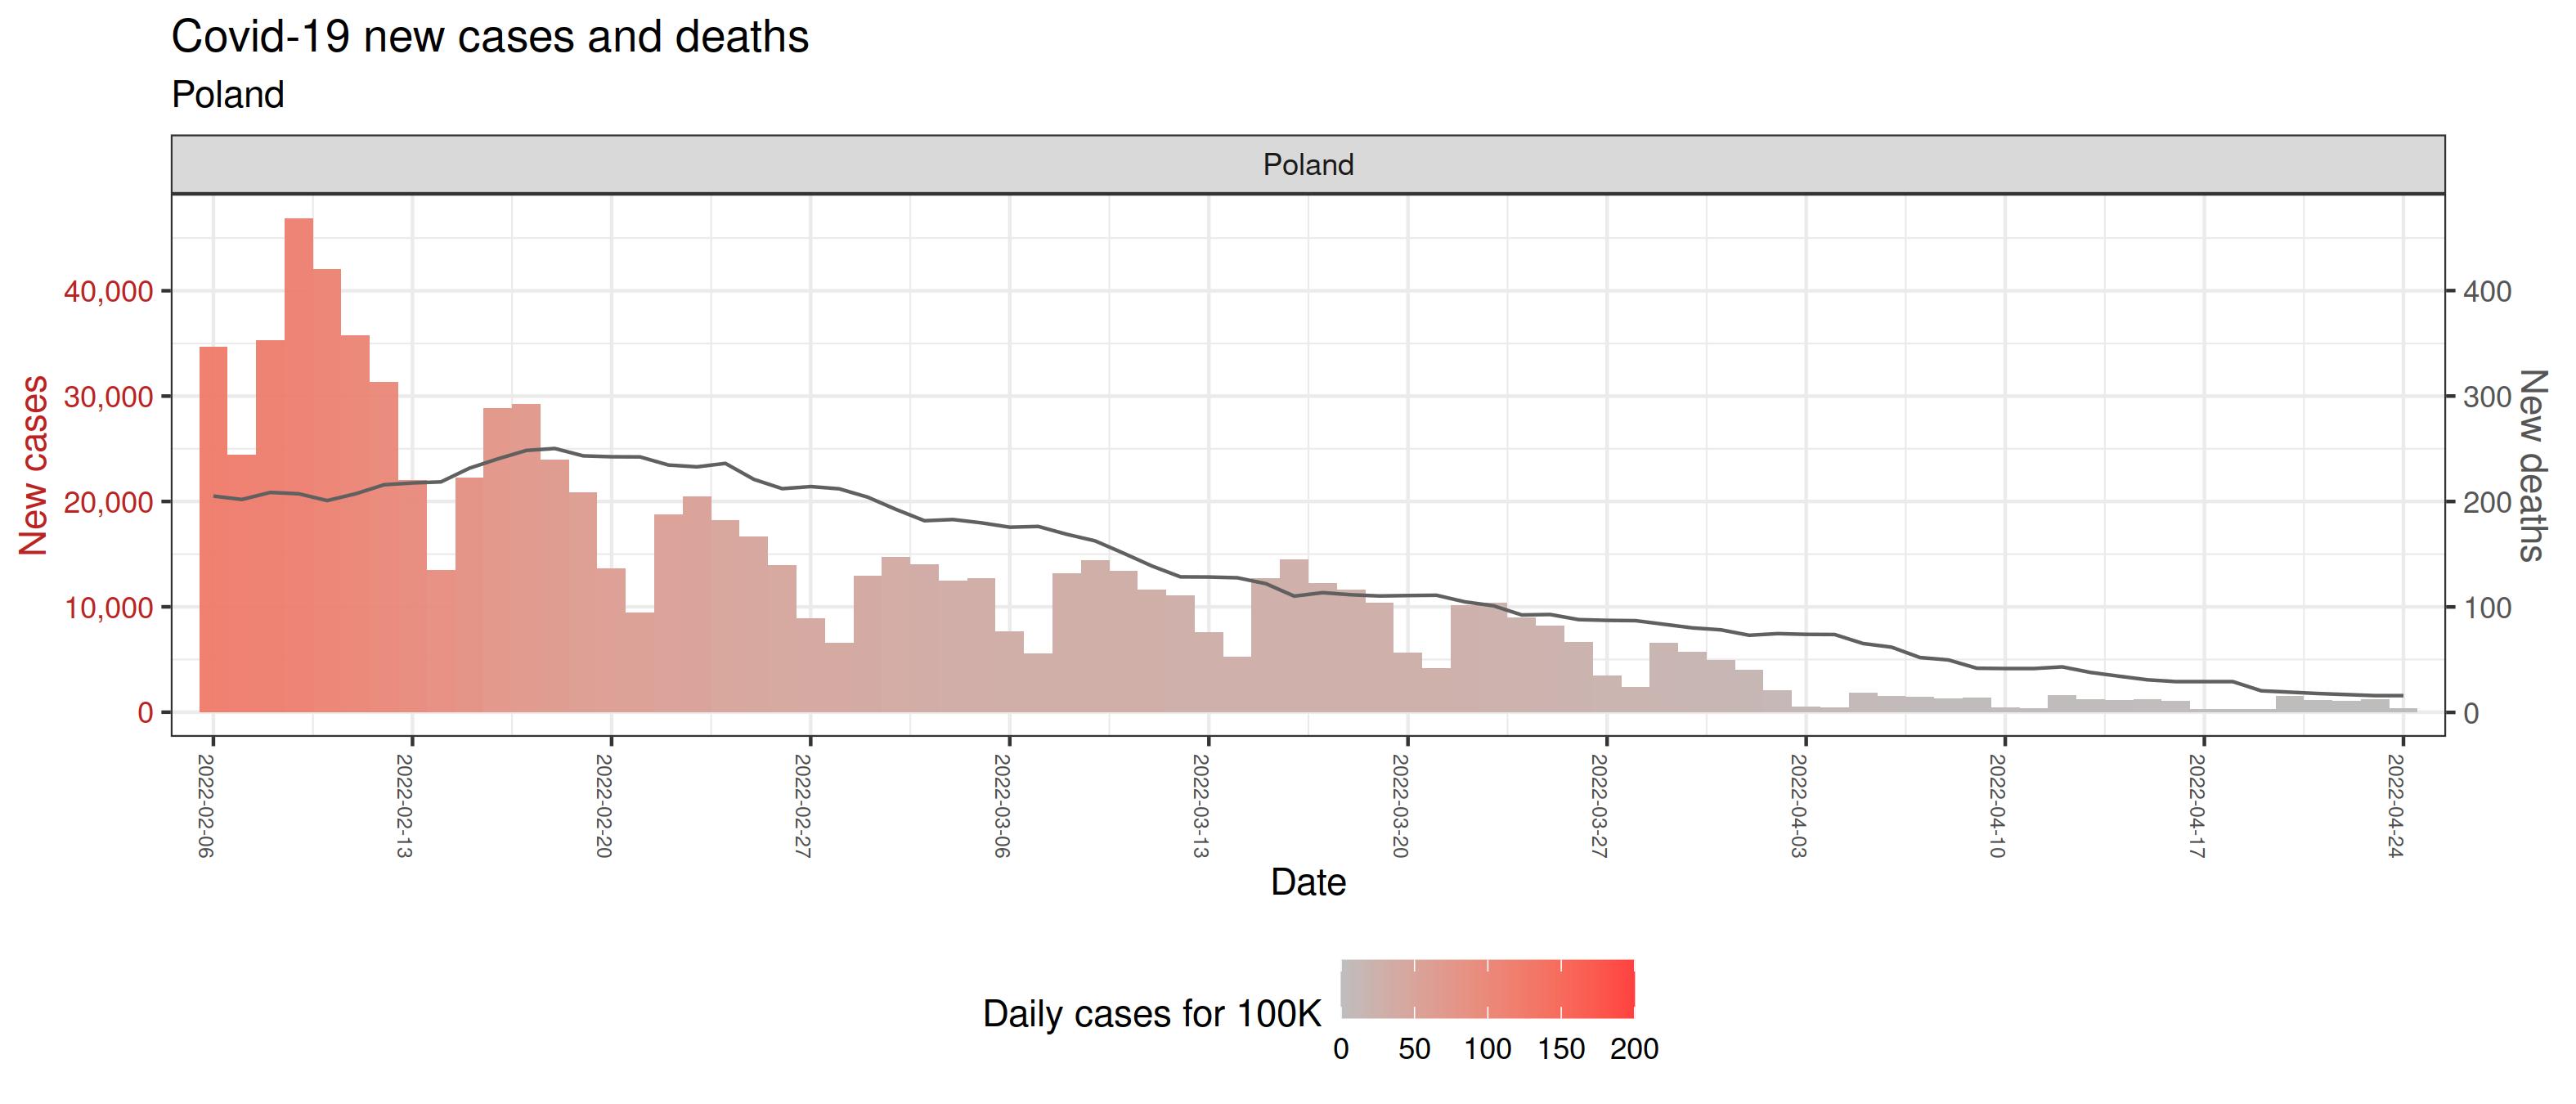 Covid-19 new cases and deaths
Poland
Poland
New cases
40,000
30,000
20,000
10,000
0
400
300
200
100
0
New deaths
2022-02-06
2022-02-13
2022-02-20
2022-02-27
2022-03-06
2022-03-13
2022-03-20
2022-03-27
2022-04-03
2022-04-10
2022-04-17
2022-04-24
Date
Daily cases for 100K
0 50 100 150 200